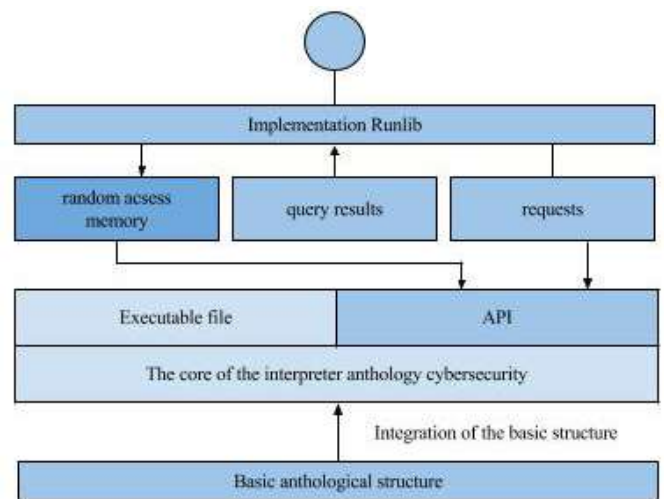 Implementation Runlib
random acsess
memory
query results
requests
Executable file
API
The core of the interpreter anthology cybersecurity
Integration of the basic structure
Basic anthological structure